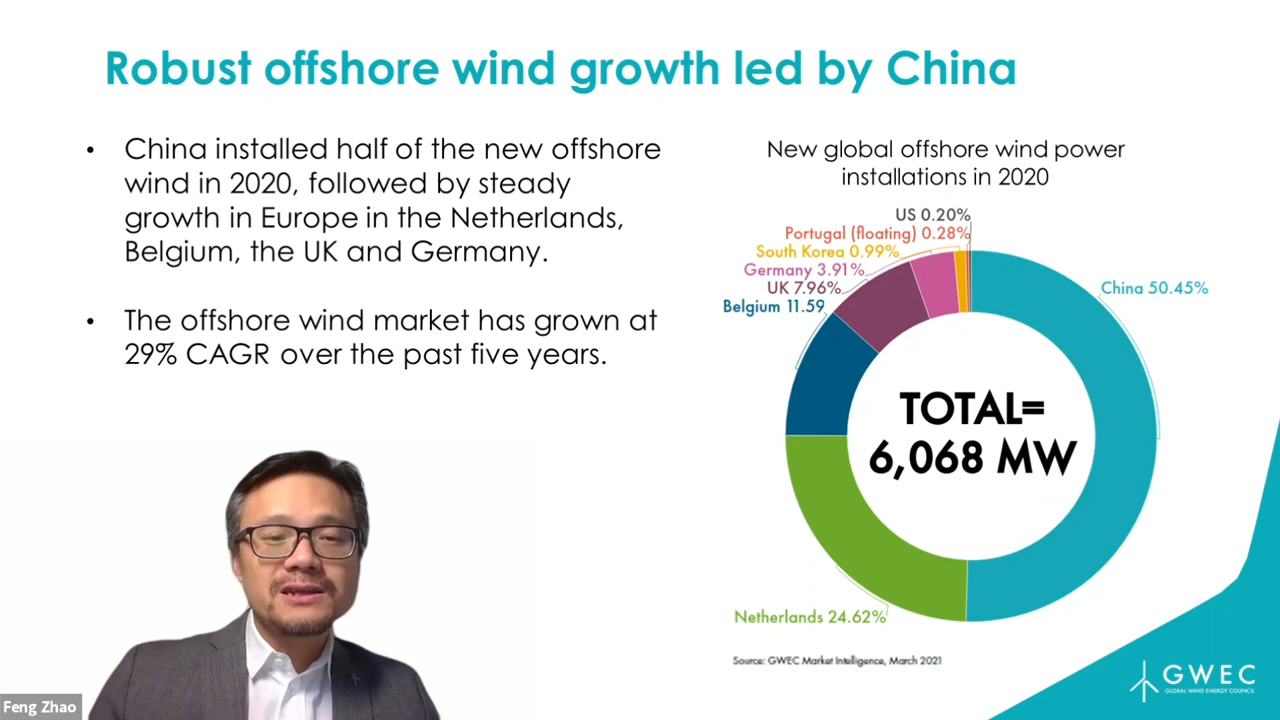 Robust offshore wind growth led by China
• China installed half of the new offshore
wind in 2020, followed by steady
growth in Europe in the Netherlands,
Belgium, the UK and Germany.
• The offshore wind market has grown at
29% CAGR over the past five years.
New global offshore wind power
installations in 2020
US 0.20%
Portugal (floating) 0.28%
South Korea 0.99%
Germany 3.91%
UK 7.96%
Belgium 11.59
China 50.45%
TOTAL=
6,068 MW
Netherlands 24.62%
Source: GWEC Market Intelligence, March 2021
GWEC
GLOBAL WIND ENERGY COUNCIL
Feng Zhao